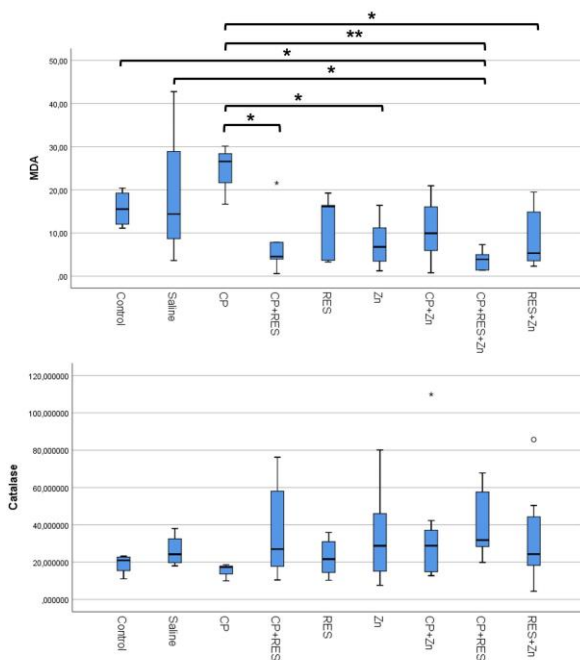 *
**
*
*
*
*
50,00
40,00
30,00
20,00
10,00
,00
MDA
*
Control
Saline
CP
CP+RES
RES
Zn
CP+Zn
CP+RES+Zn
RES+Zn
120,000000
100,000000
80,000000
60,000000
40,000000
20,000000
,000000
Catalase
*
Control
Saline
CP
CP+RES
RES
Zn
CP+Zn
CP+RES+Zn
RES+Zn